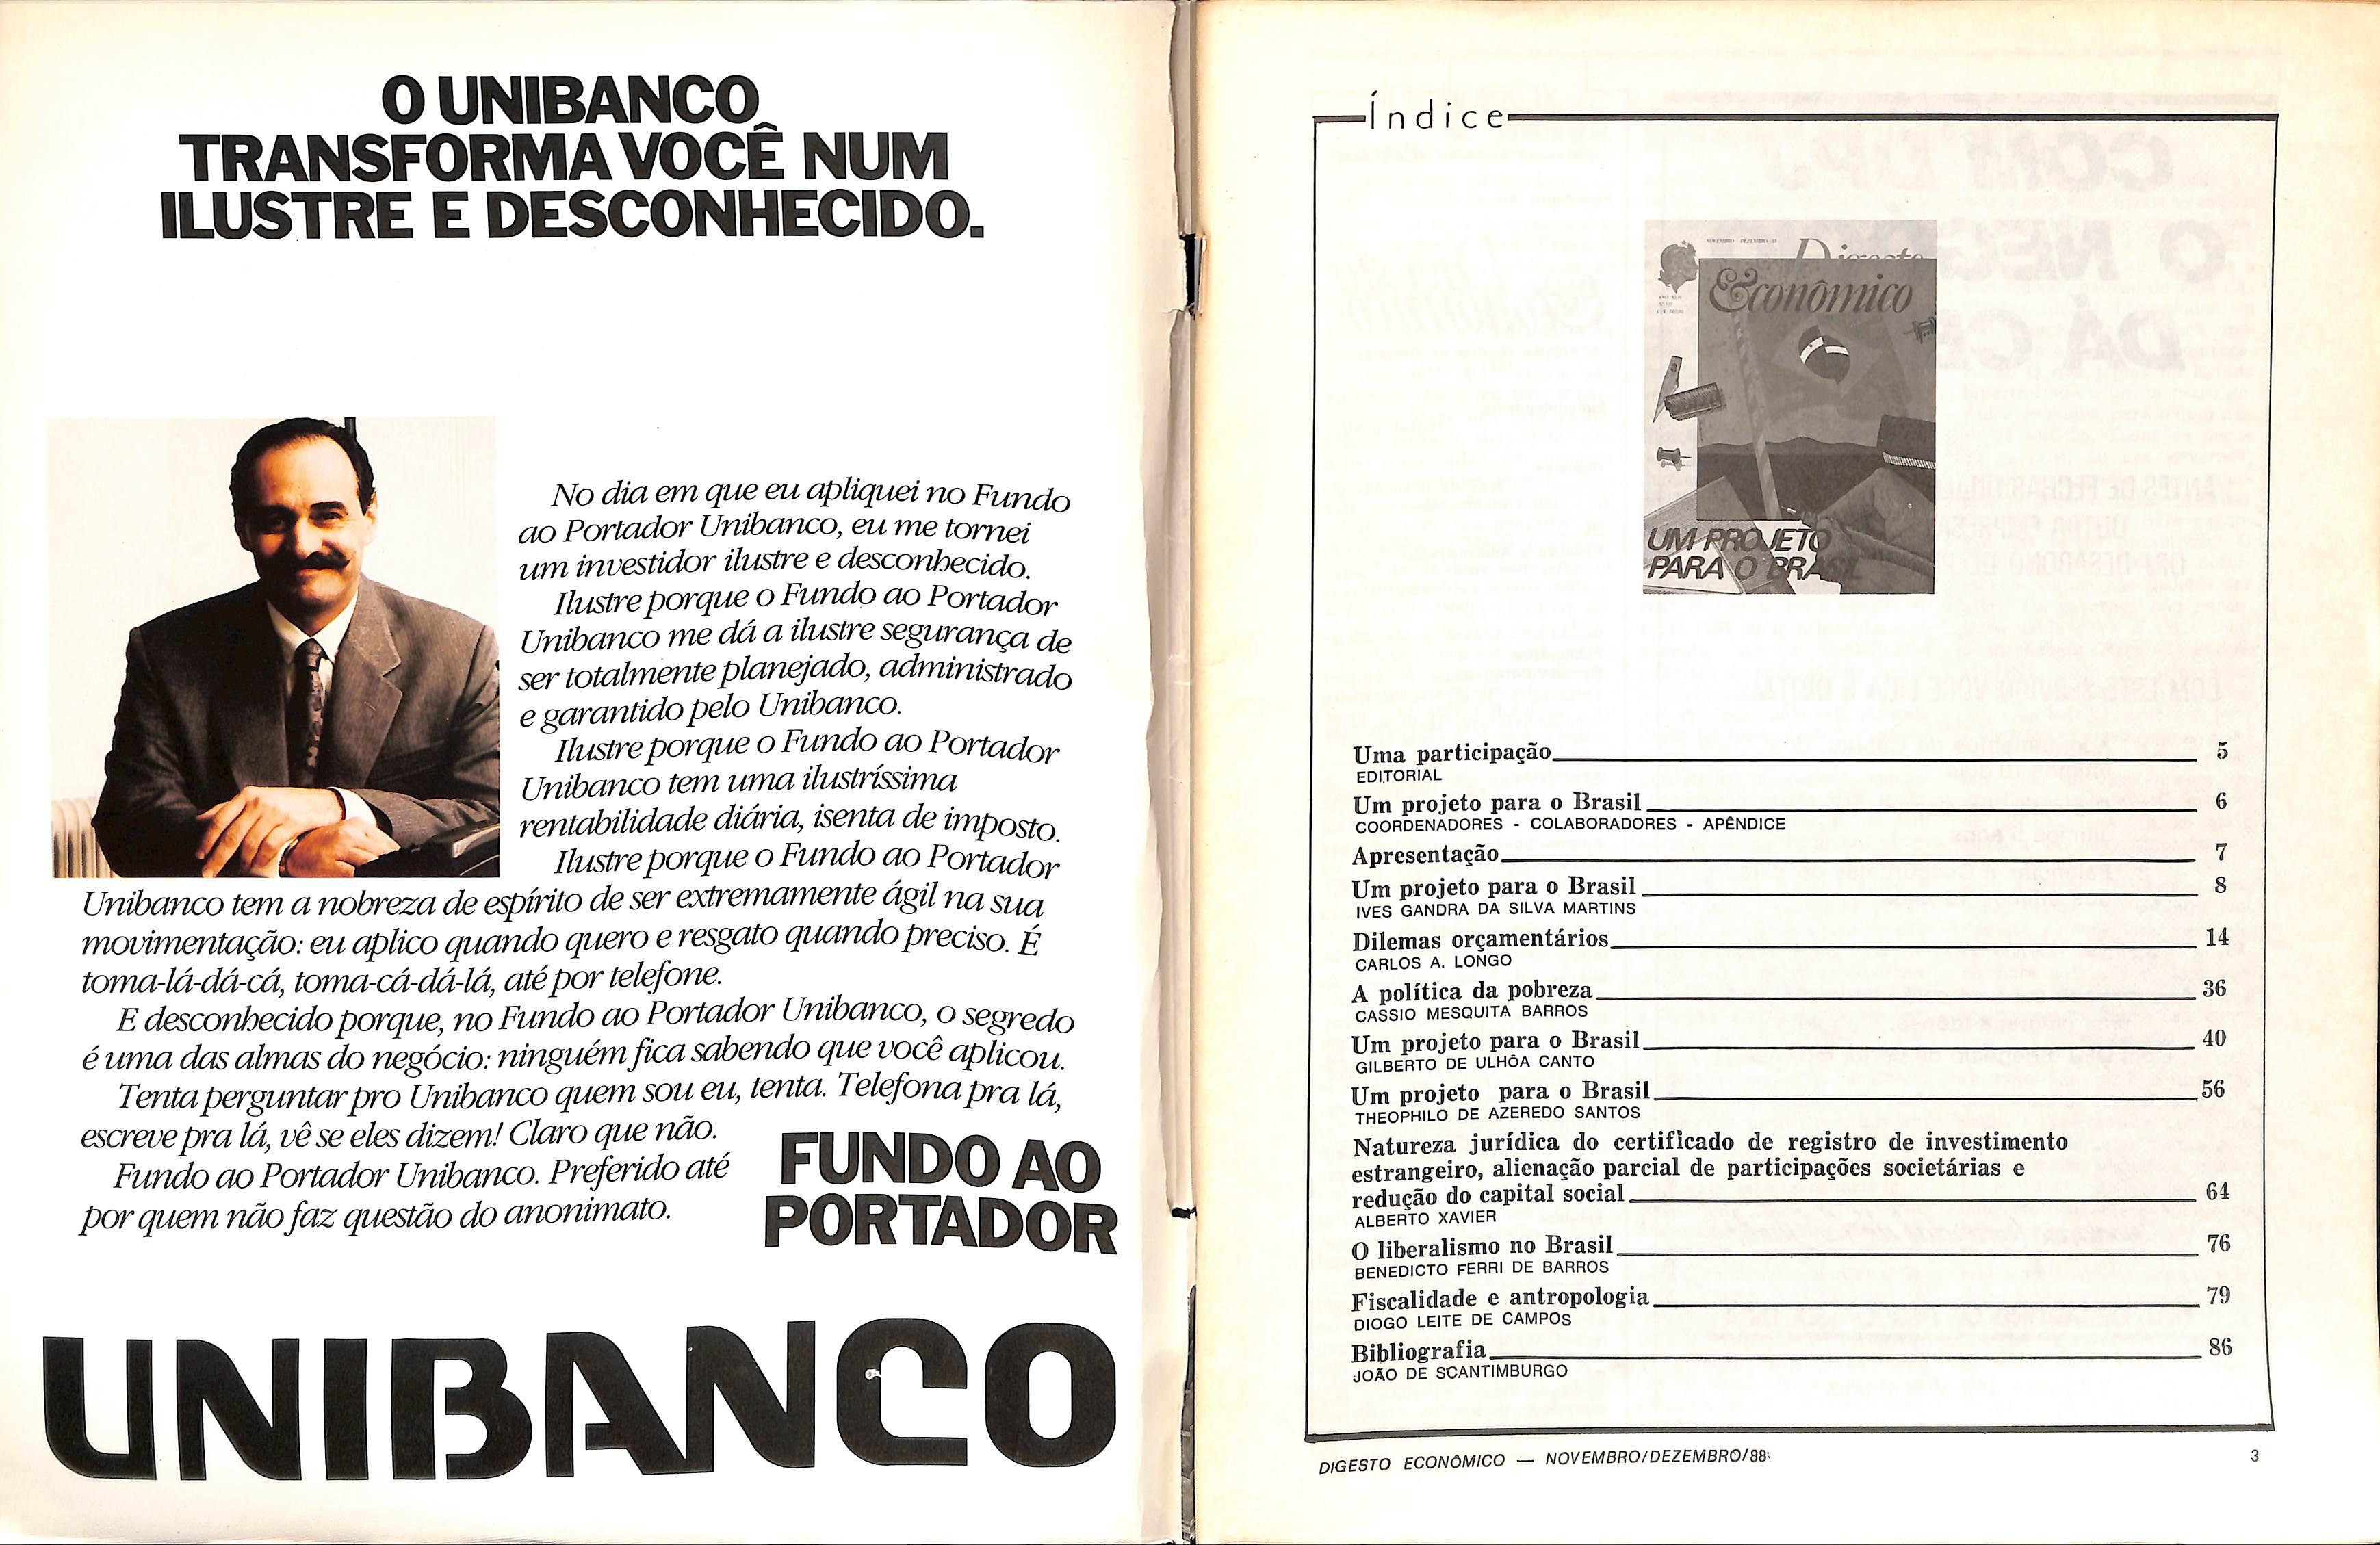 O UNIBANCO
TRANSFORMA VOCÊ NUM
ILUSTRE E DESCONHECIDO.
No dia em que eu apliquei no Fundo
ao Portador Unibanco, eu me tornei
um investidor ilustre e desconhecido.
Ilustre porque o Fundo ao Portador
Unibanco me dá a ilustre segurança de
ser totalmente planejado, administrado
e garantido pelo Unibanco.
Ilustre porque o Fundo ao Portador
Unibanco tem uma ilustríssima
rentabilidade diária, isenta de imposto.
Ilustre porque o Fundo ao Portador
Unibanco tem a nobreza de espírito de ser extremamente ágil na sua
movimentação: eu aplico quando quero e resgato quando preciso. É
toma-lá-dá-cá, toma-cá-dá-lá, até por telefone.
E desconhecido porque, no Fundo ao Portador Unibanco, o segredo
é uma das almas do negócio: ninguém fica sabendo que você aplicou.
Tenta perguntar pro Unibanco quem sou eu, tenta. Telefona pra lá,
escreve pra lá, vê se eles dizem! Claro que não.
Fundo ao Portador Unibanco. Preferido até
por quem não faz questão do anonimato.
FUNDO AO
PORTADOR
UNIBANCO
Índice
Digesto
Econômico
UM PROJETO
PARA O BRASIL
Uma participação 5
EDITORIAL
Um projeto para o Brasil 6
COORDENADORES - COLABORADORES - APÊNDICE
Apresentação 7
Um projeto para o Brasil 8
IVES GANDRA DA SILVA MARTINS
Dilemas orçamentários 14
CARLOS A. LONGO
A política da pobreza 36
CASSIO MESQUITA BARROS
Um projeto para o Brasil 40
GILBERTO DE ULHÔA CANTO
Um projeto para o Brasil 56
THEOPHILO DE AZEREDO SANTOS
Natureza jurídica do certificado de registro de investimento
estrangeiro, alienação parcial de participações societárias e
redução do capital social 64
ALBERTO XAVIER
O liberalismo no Brasil 76
BENEDICTO FERRI DE BARROS
Fiscalidade e antropologia 79
DIOGO LEITE DE CAMPOS
Bibliografia 86
JOÃO DE SCANTIMBURGO
DIGESTO ECONÔMICO — NOVEMBRO/DEZEMBRO/88
3